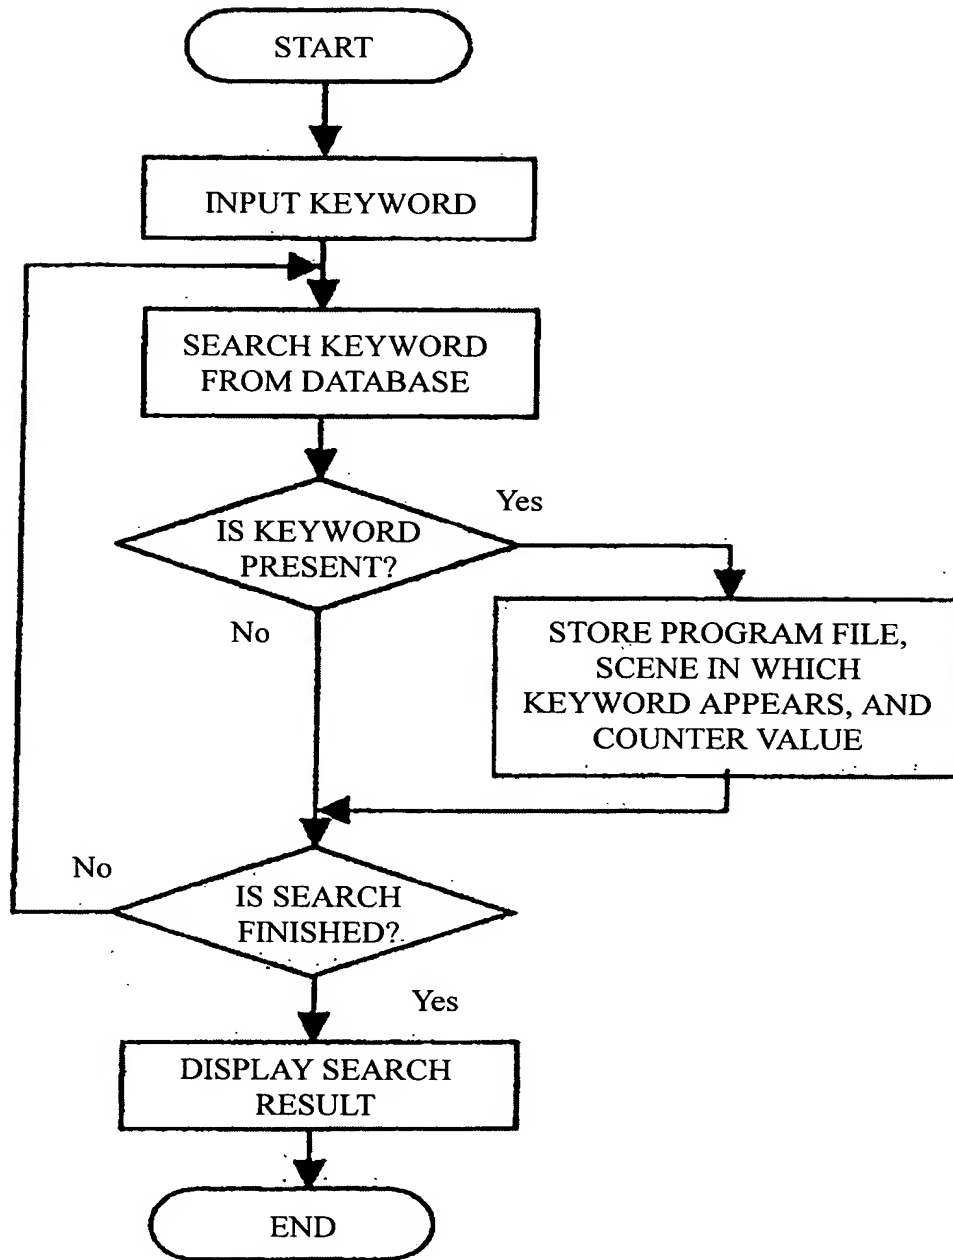 START
INPUT KEYWORD
SEARCH KEYWORD
FROM DATABASE
IS KEYWORD
PRESENT?
Yes
No
STORE PROGRAM FILE,
SCENE IN WHICH
KEYWORD APPEARS, AND
COUNTER VALUE
No
IS SEARCH
FINISHED?
Yes
DISPLAY SEARCH
RESULT
END